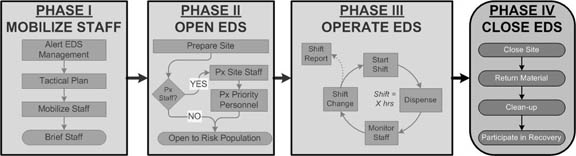 PHASE I
MOBILIZE STAFF
Alert EDS
Management
Tactical Plan
Mobilize Staff
Brief Staff
PHASE II
OPEN EDS
Prepare Site
Px
Staff?
YES
Px Site Staff
Px Priority
Personnel
NO
Open to Risk Population
PHASE III
OPERATE EDS
Shift
Report
Start
Shift
Shift
Change
Shift =
X hrs
Dispense
Monitor
Staff
PHASE IV
CLOSE EDS
Close Site
Return Material
Clean-up
Participate in Recovery